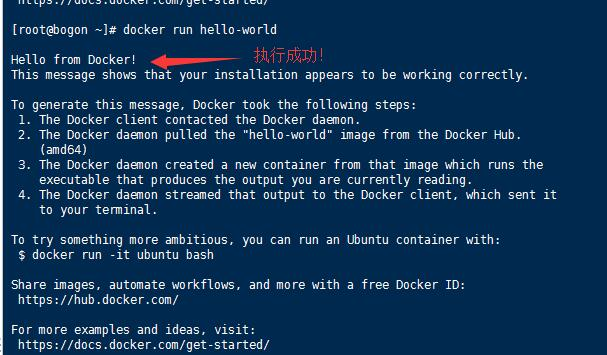 https://docs.docker.com/get-started/
[root@bogon ~]# docker run hello-world
Hello from Docker!
执行成功!
This message shows that your installation appears to be working correctly.
To generate this message, Docker took the following steps:
1. The Docker client contacted the Docker daemon.
2. The Docker daemon pulled the "hello-world" image from the Docker Hub.
(amd64)
3. The Docker daemon created a new container from that image which runs the
executable that produces the output you are currently reading.
4. The Docker daemon streamed that output to the Docker client, which sent it
to your terminal.
To try something more ambitious, you can run an Ubuntu container with:
$ docker run -it ubuntu bash
Share images, automate workflows, and more with a free Docker ID:
https://hub.docker.com/
For more examples and ideas, visit:
https://docs.docker.com/get-started/